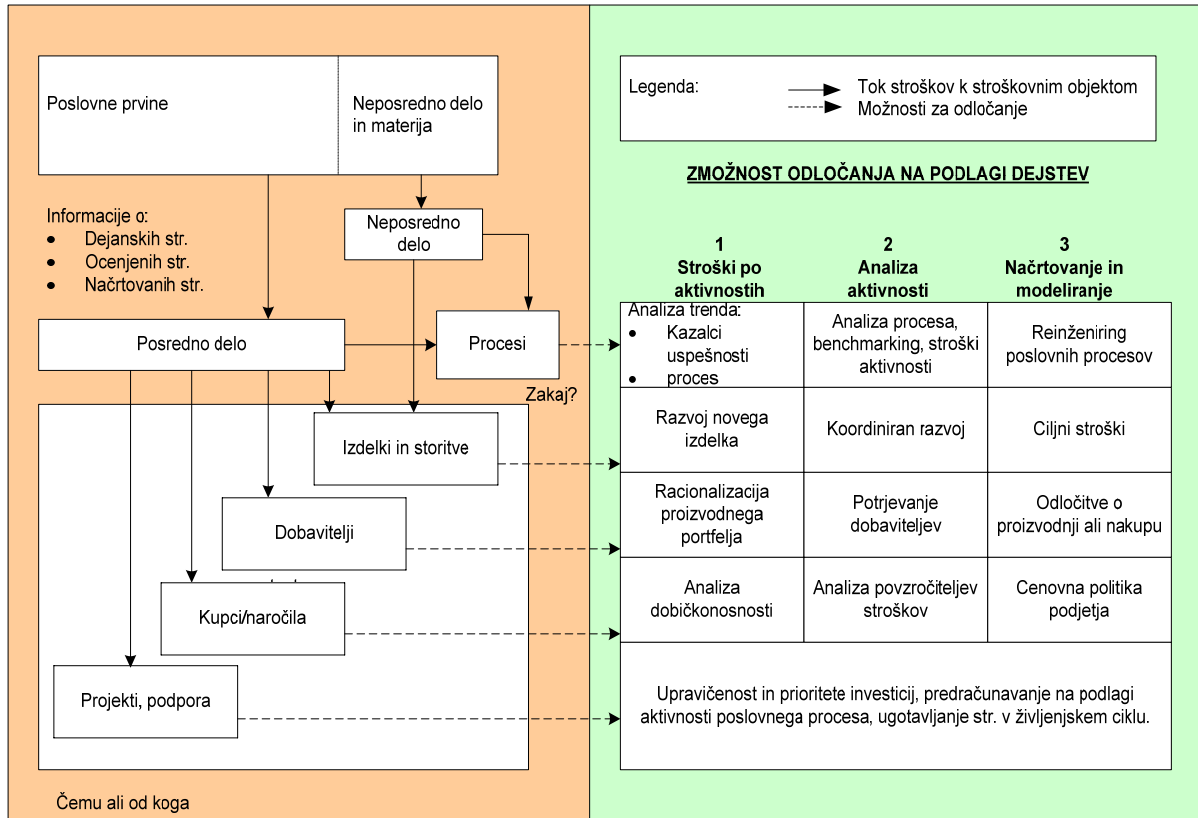 Poslovne prvine
Neposredno delo
in materija
Informacije o:
• Dejanskih str.
• Ocenjenih str.
• Načrtovanih str.
Neposredno
delo
Posredno delo
Procesi
Zakaj?
Izdelki in storitve
Dobavitelji
Kupci/naročila
Projekti, podpora
Čemu ali od koga
Legenda:
Tok stroškov k stroškovnim objektom
Možnosti za odločanje
ZMOŽNOST ODLOČANJA NA PODLAGI DEJSTEV
1
Stroški po
aktivnostih
2
Analiza
aktivnosti
3
Načrtovanje in
modeliranje
Analiza trenda:
• Kazalci
uspešnosti
• proces
Analiza procesa,
benchmarking, stroški
aktivnosti
Reinženiring
poslovnih procesov
Razvoj novega
izdelka
Koordiniran razvoj
Ciljni stroški
Racionalizacija
proizvodnega
portfelja
Potrjevanje
dobaviteljev
Odločitve o
proizvodnji ali nakupu
Analiza
dobičkonosnosti
Analiza povzročiteljev
stroškov
Cenovna politika
podjetja
Upravičenost in prioritete investicij, predračunavanje na podlagi
aktivnosti poslovnega procesa, ugotavljanje str. v življenjskem ciklu.